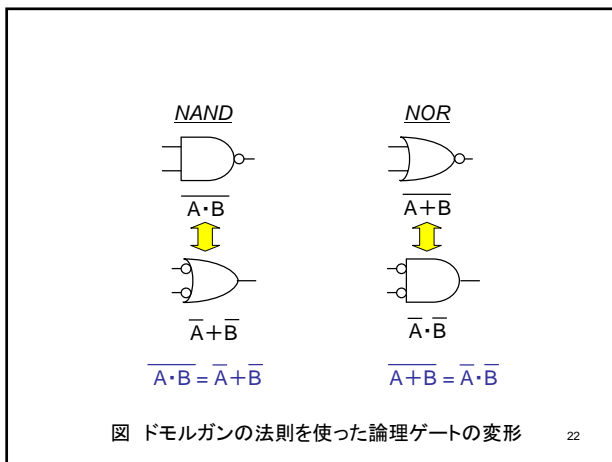 NAND NOR
A̅・̅B̅ A̅+̅B̅
A̅+B̅ A̅・B̅
A̅・̅B̅ = A̅+B̅ A̅+̅B̅ = A̅・B̅
図 ドモルガンの法則を使った論理ゲートの変形 22